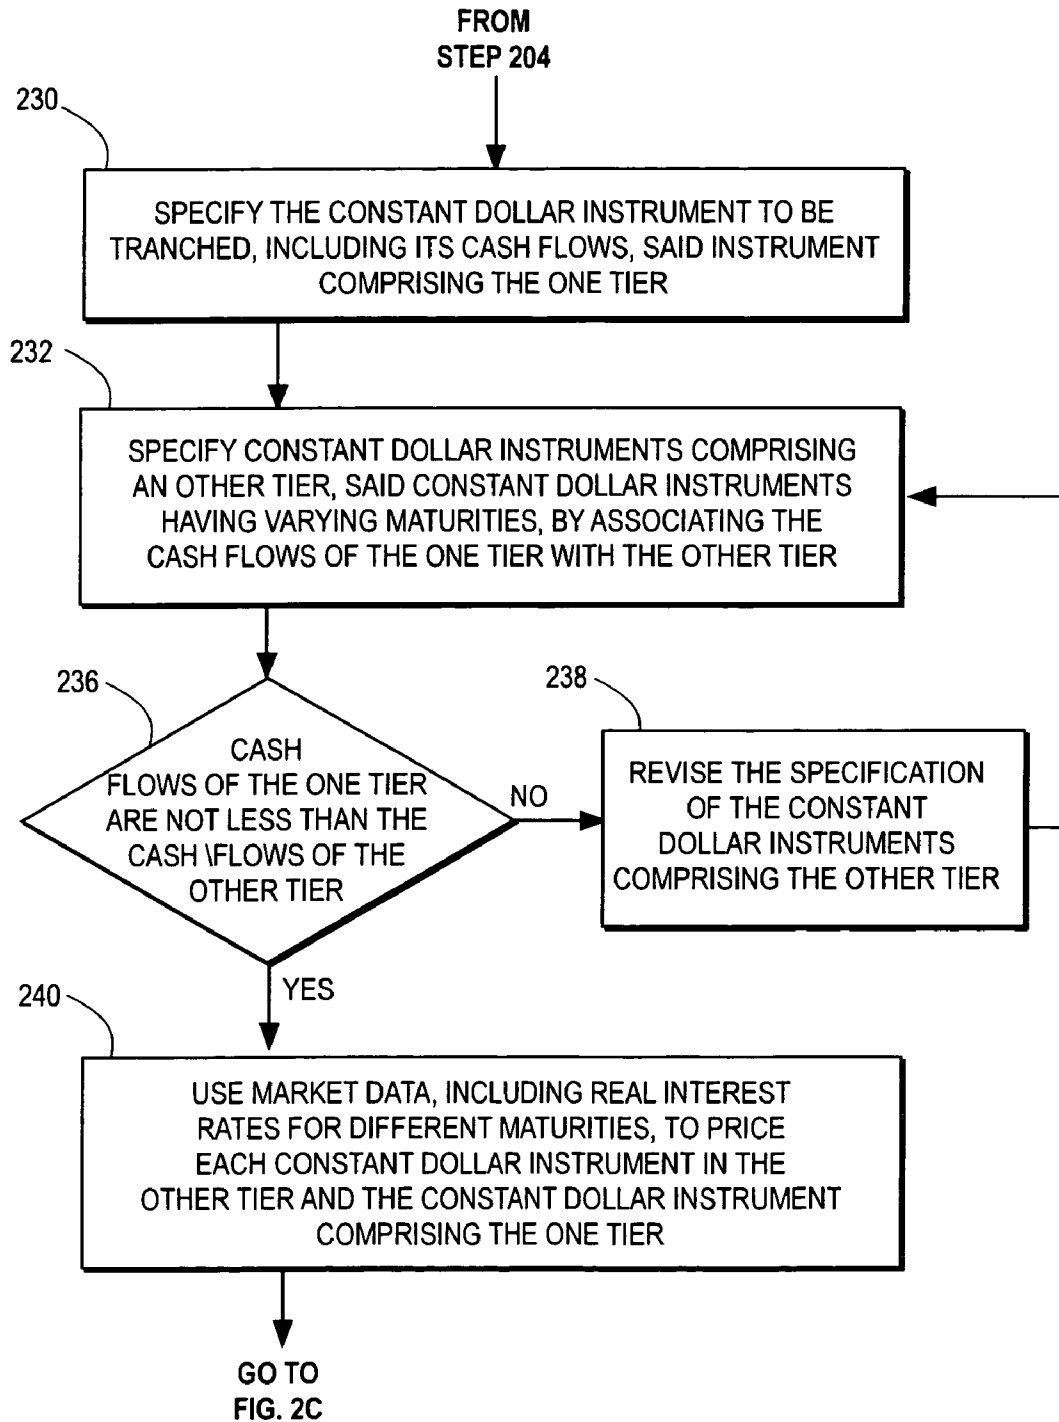 FROM
STEP 204
230
SPECIFY THE CONSTANT DOLLAR INSTRUMENT TO BE
TRANCHED, INCLUDING ITS CASH FLOWS, SAID INSTRUMENT
COMPRISING THE ONE TIER
232
SPECIFY CONSTANT DOLLAR INSTRUMENTS COMPRISING
AN OTHER TIER, SAID CONSTANT DOLLAR INSTRUMENTS
HAVING VARYING MATURITIES, BY ASSOCIATING THE
CASH FLOWS OF THE ONE TIER WITH THE OTHER TIER
236
CASH
FLOWS OF THE ONE TIER
ARE NOT LESS THAN THE
CASH \FLOWS OF THE
OTHER TIER
NO
238
REVISE THE SPECIFICATION
OF THE CONSTANT
DOLLAR INSTRUMENTS
COMPRISING THE OTHER TIER
YES
240
USE MARKET DATA, INCLUDING REAL INTEREST
RATES FOR DIFFERENT MATURITIES, TO PRICE
EACH CONSTANT DOLLAR INSTRUMENT IN THE
OTHER TIER AND THE CONSTANT DOLLAR INSTRUMENT
COMPRISING THE ONE TIER
GO TO
FIG. 2C